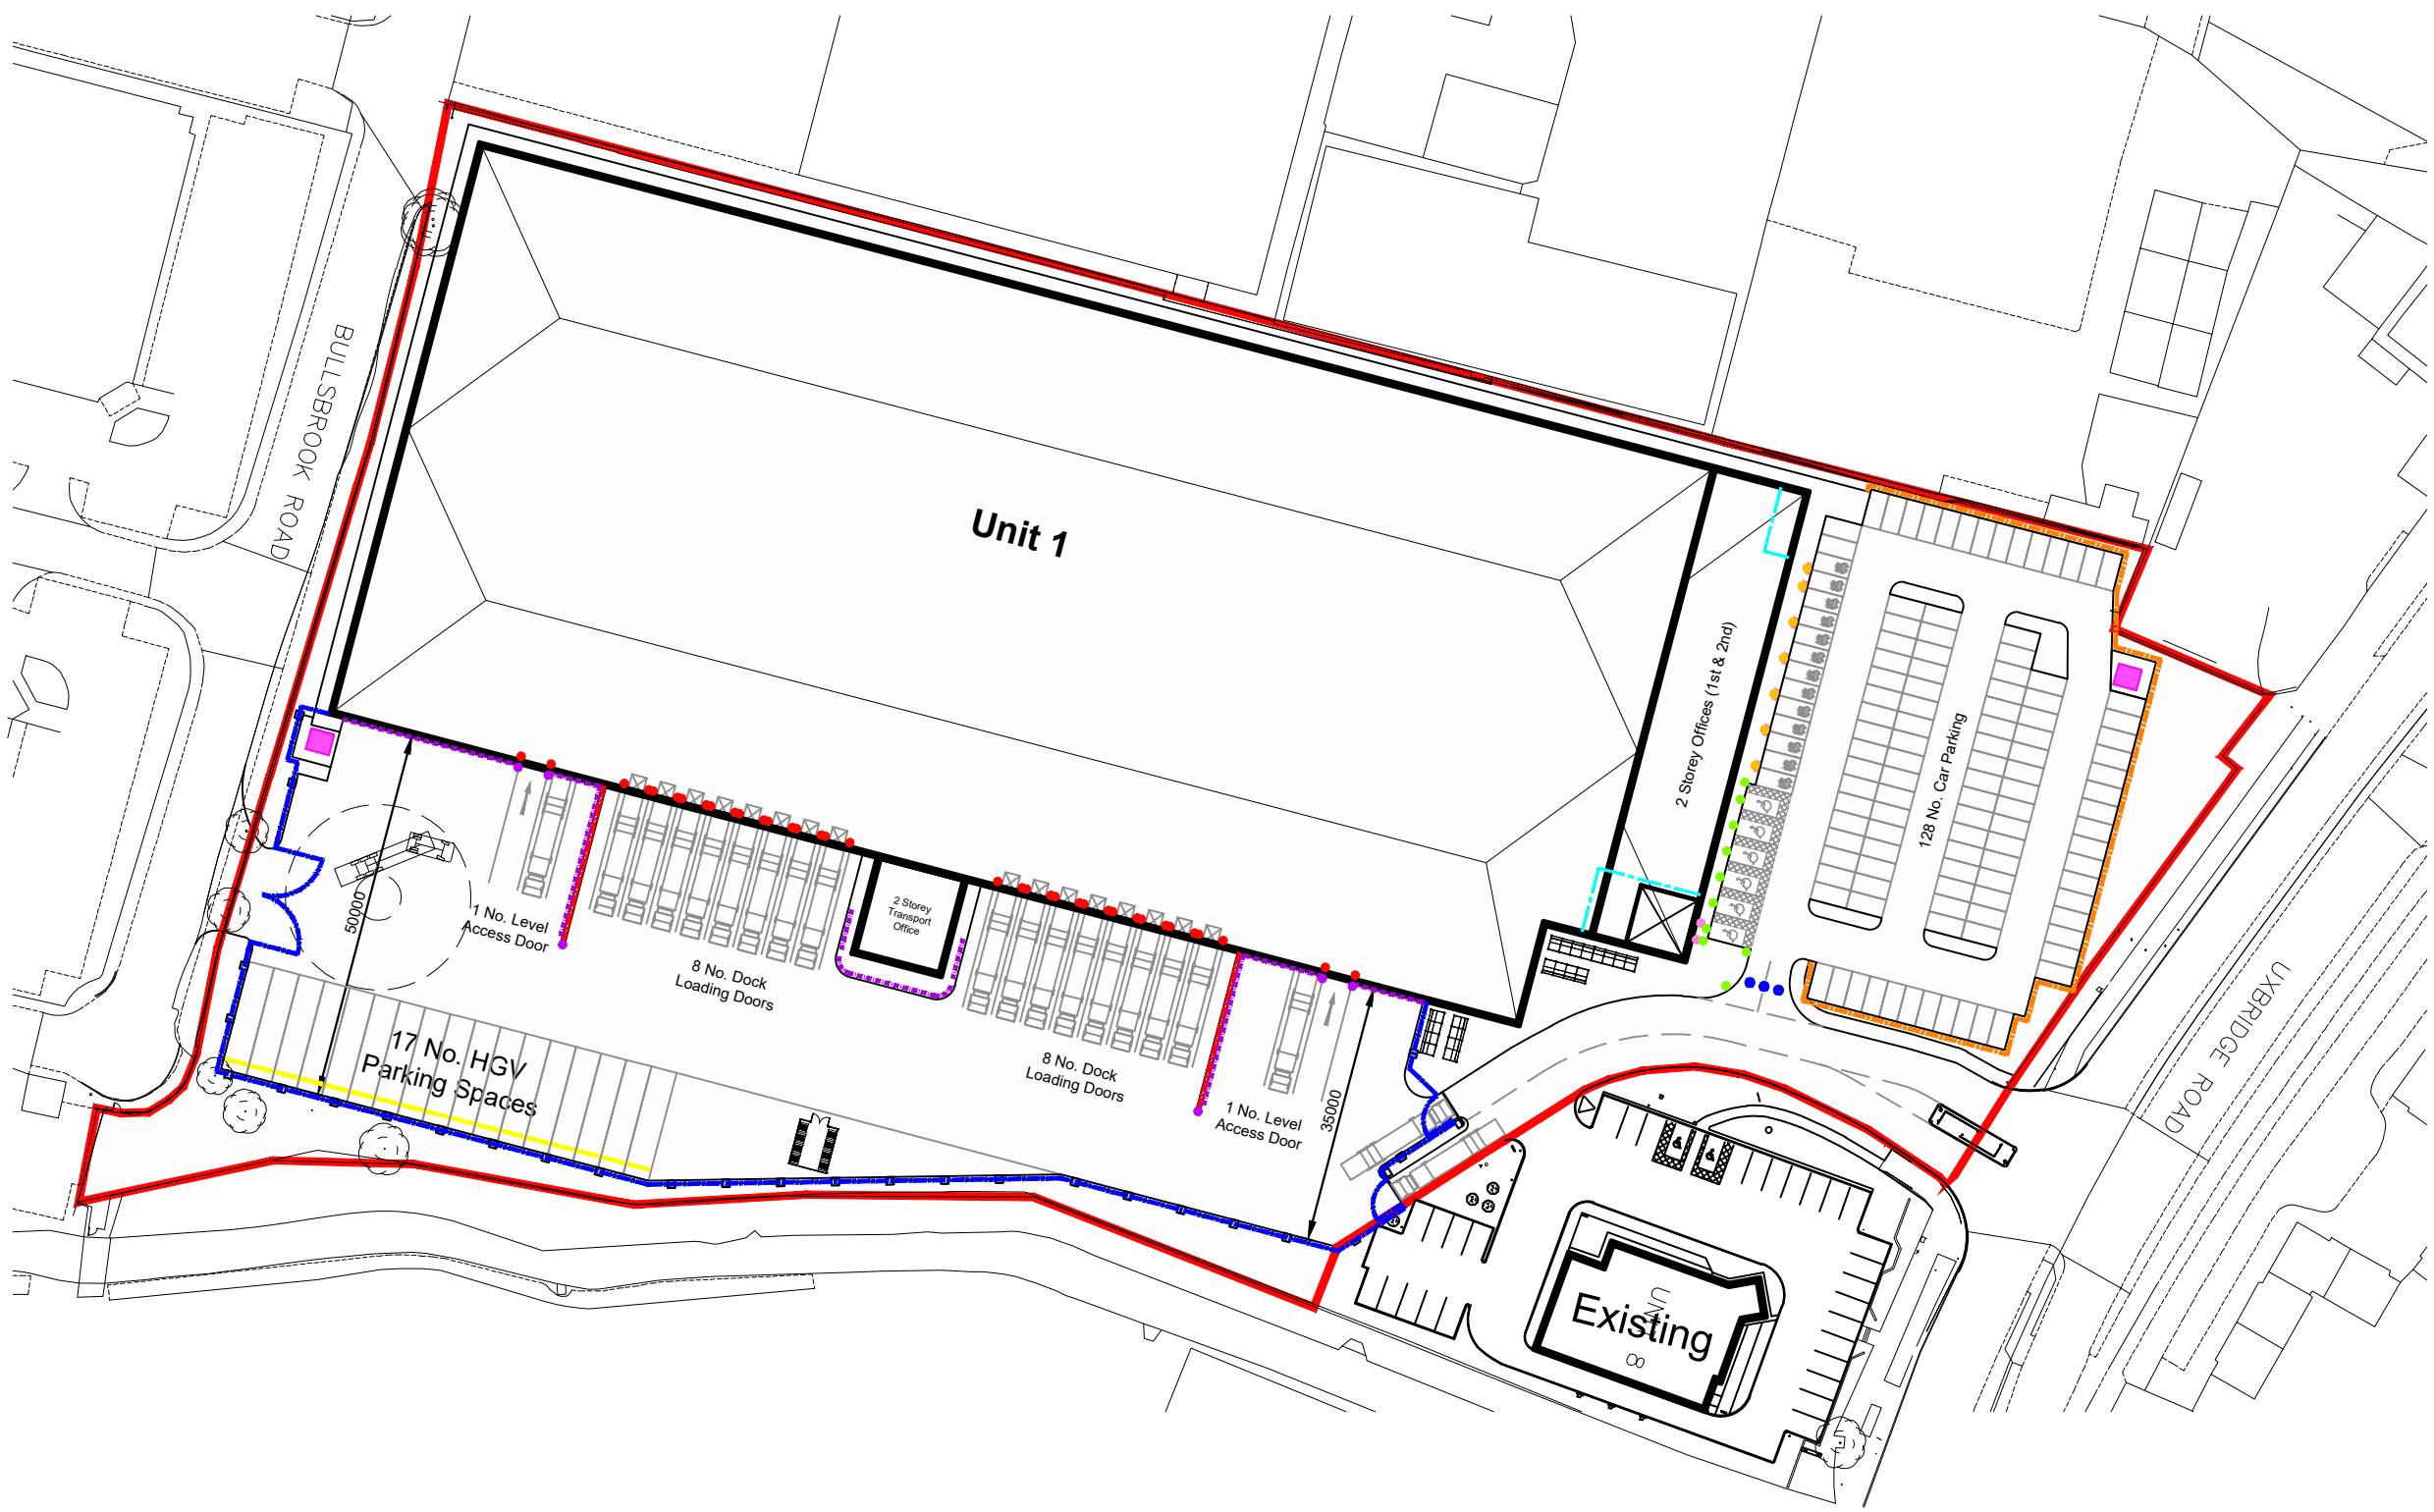 BULLSBROOK ROAD
Unit 1
2 Storey Offices (1st & 2nd)
128 No. Car Parking
50000
1 No. Level
Access Door
2 Storey
Transport
Office
8 No. Dock
Loading Doors
17 No. HGV
Parking Spaces
8 No. Dock
Loading Doors
1 No. Level
Access Door
35000
UXBRIDGE ROAD
Existing
8